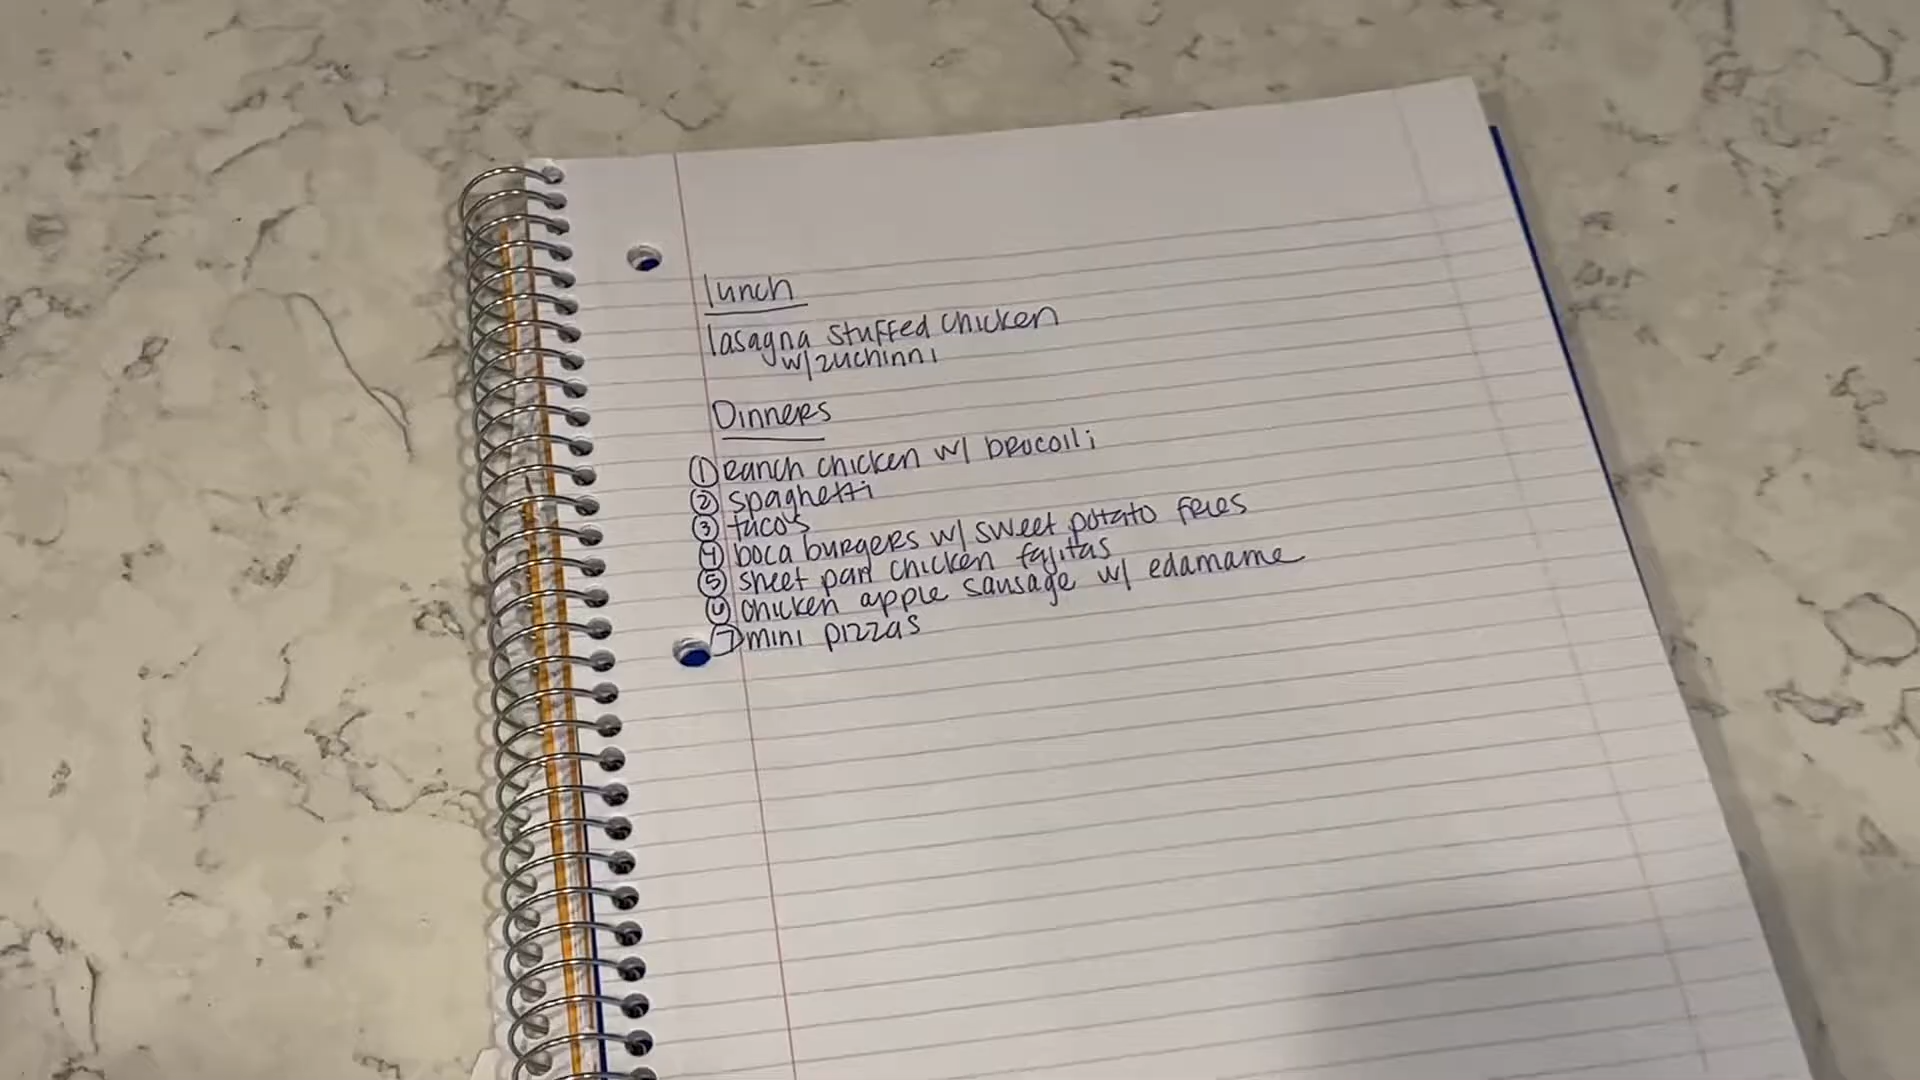 lunch
lasagna stuffed chicken
w/zuchinni
Dinners
① ranch chicken w/ brocolli
② spaghetti
③ tacos
④ boca burgers w/ sweet potato fries
⑤ sheet pan chicken fajitas
⑥ chicken apple sausage w/ edamame
⑦ mini pizzas